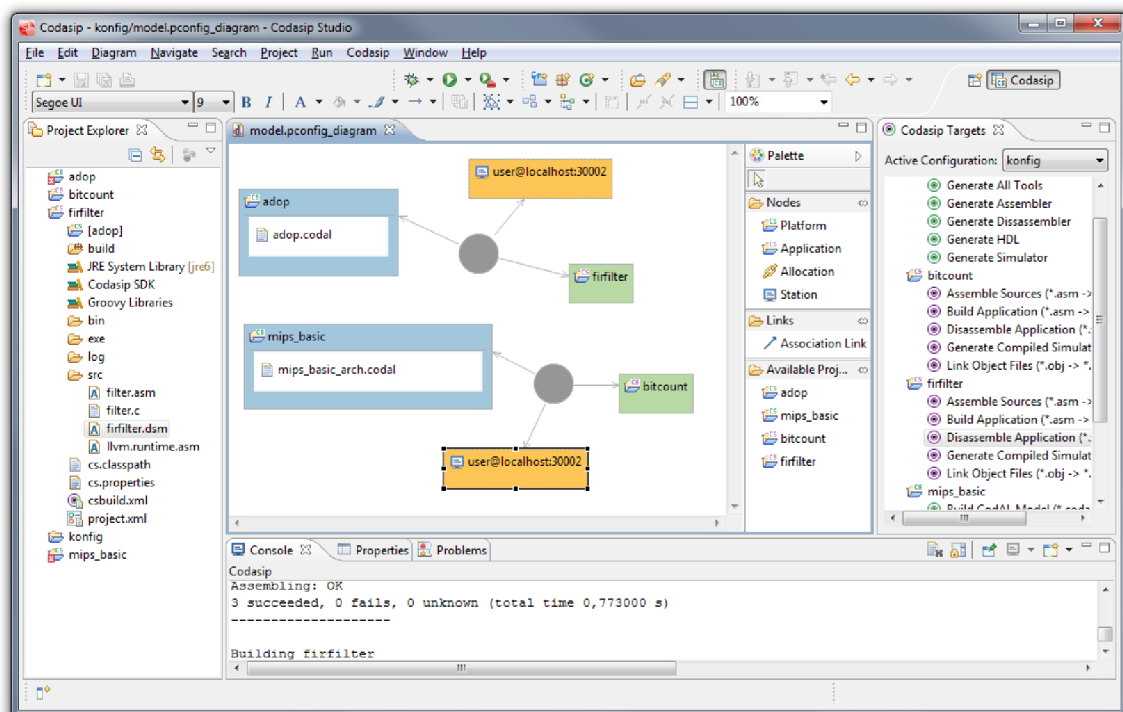 Codasip - konfig/model.pconfig_diagram - Codasip Studio
File Edit Diagram Navigate Search Project Run Codasip Window Help
Codasip
Segoe UI 9 B I A 100%
Project Explorer
adop
bitcount
firfilter
[adop]
build
JRE System Library [jre6]
Codasip SDK
Groovy Libraries
bin
exe
log
src
filter.asm
filter.c
firfilter.dsm
llvm.runtime.asm
cs.classpath
cs.properties
csbuild.xml
project.xml
konfig
mips_basic
model.pconfig_diagram
user@localhost:30002
adop
adop.codal
firfilter
mips_basic
mips_basic_arch.codal
bitcount
user@localhost:30002
Palette
Nodes
Platform
Application
Allocation
Station
Links
Association Link
Available Proj...
adop
mips_basic
bitcount
firfilter
Codasip Targets
Active Configuration: konfig
Generate All Tools
Generate Assembler
Generate Dissassembler
Generate HDL
Generate Simulator
bitcount
Assemble Sources (*.asm ->
Build Application (*.asm ->
Disassemble Application (*.
Generate Compiled Simulat
Link Object Files (*.obj -> *.
firfilter
Assemble Sources (*.asm ->
Build Application (*.asm ->
Disassemble Application (*.
Generate Compiled Simulat
Link Object Files (*.obj -> *.
mips_basic
Build CodAL Model (*.coda
Console Properties Problems
Codasip
Assembling: OK
3 succeeded, 0 fails, 0 unknown (total time 0,773000 s)
--------------------
Building firfilter